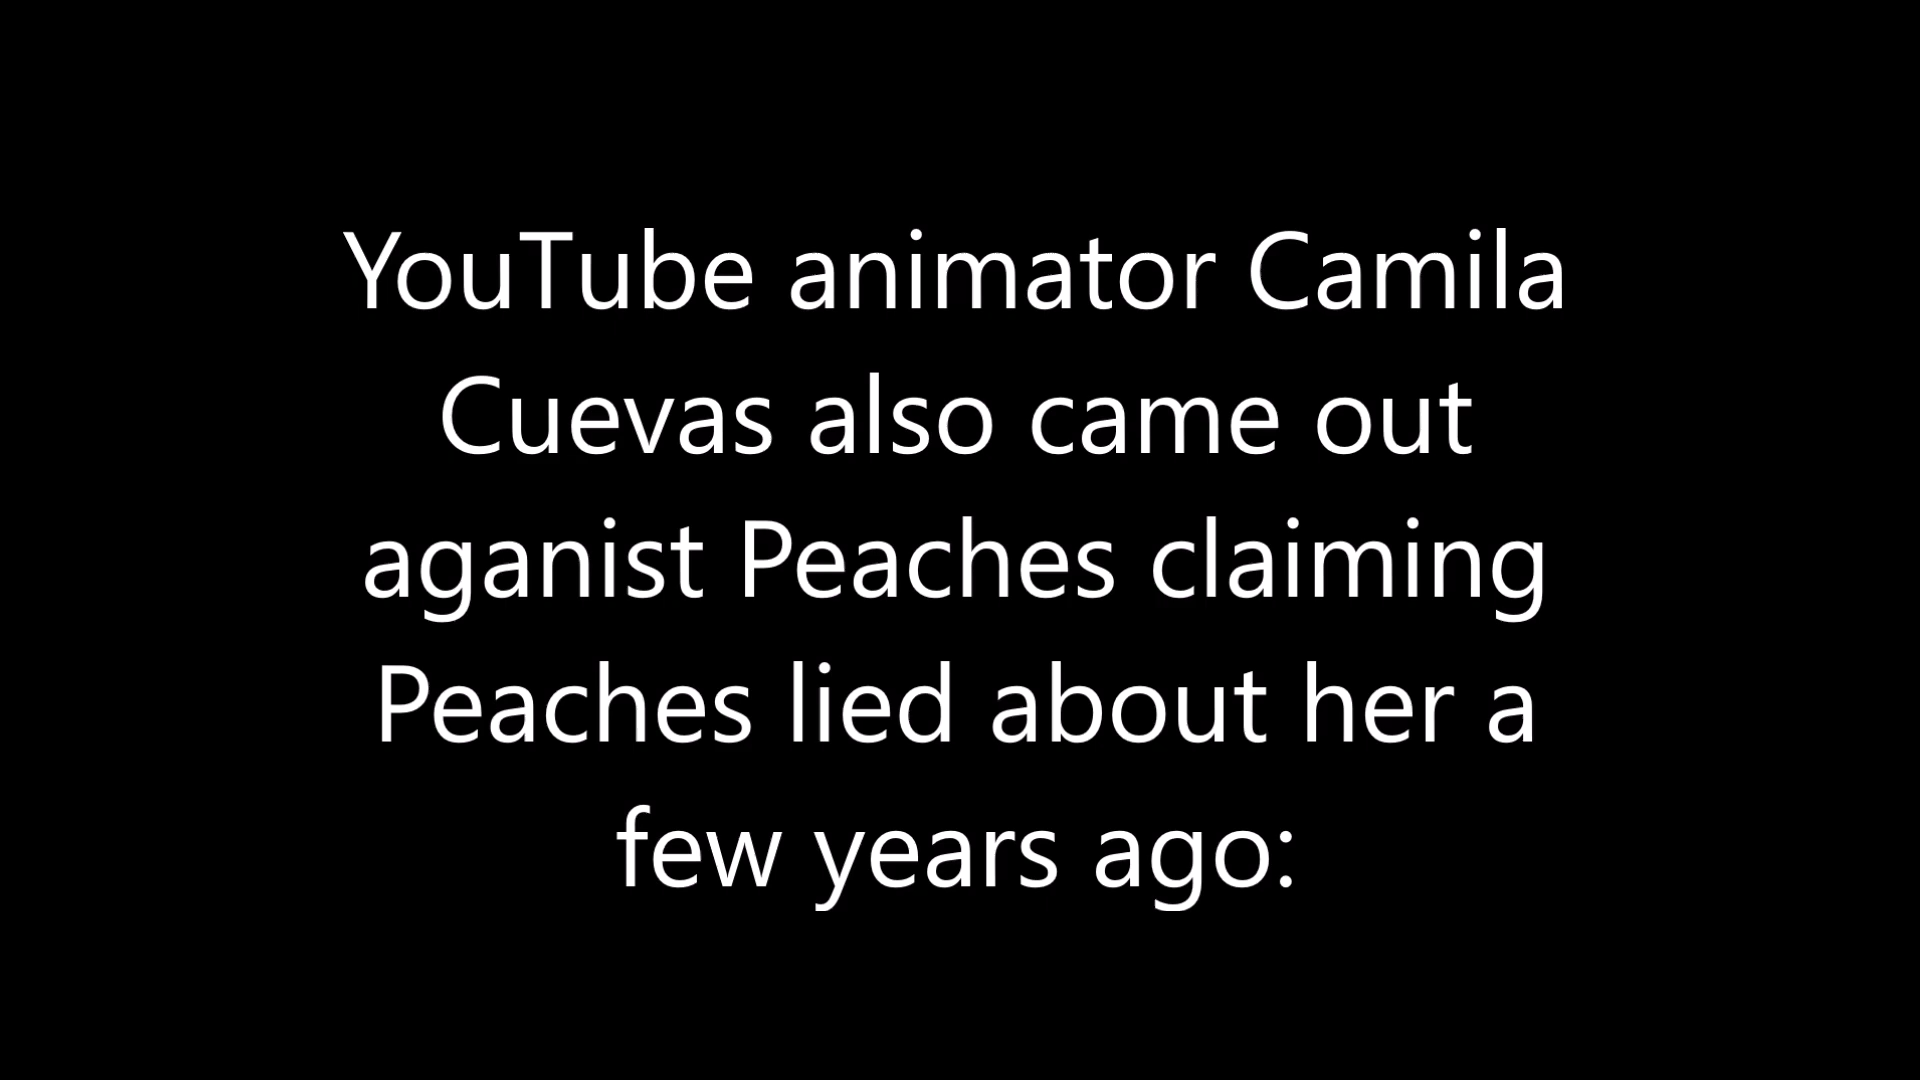 YouTube animator Camila
Cuevas also came out
aganist Peaches claiming
Peaches lied about her a
few years ago: